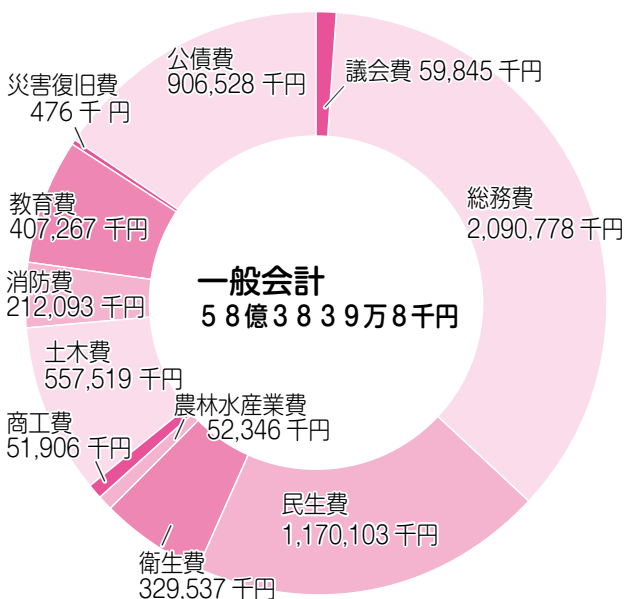 公債費
906,528 千円
議会費 59,845 千円
災害復旧費
476 千 円
総務費
2,090,778 千円
教育費
407,267 千円
一般会計
５８億３８３９万８千円
消防費
212,093 千円
土木費
557,519 千円
農林水産業費
52,346 千円
商工費
51,906 千円
民生費
1,170,103 千円
衛生費
329,537 千円